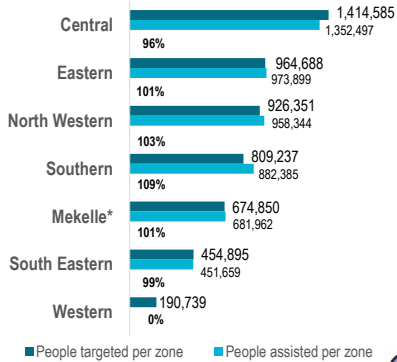 Central
1,414,585
1,352,497
96%
Eastern
964,688
973,899
101%
North Western
926,351
958,344
103%
Southern
809,237
882,385
109%
Mekelle*
674,850
681,962
101%
South Eastern
454,895
451,659
99%
Western
190,739
0%
People targeted per zone People assisted per zone